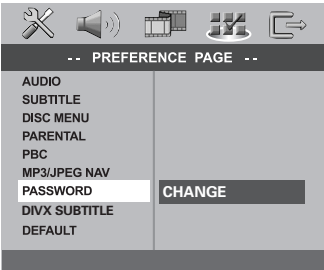 -- PREFERENCE PAGE --
AUDIO
SUBTITLE
DISC MENU
PARENTAL
PBC
MP3/JPEG NAV
PASSWORD CHANGE
DIVX SUBTITLE
DEFAULT